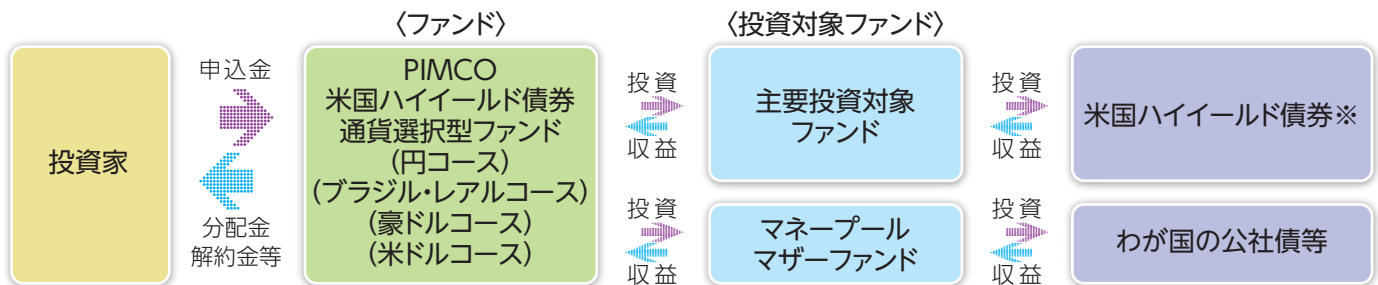 〈ファンド〉
〈投資対象ファンド〉
投資家
申込金
分配金
解約金等
PIMCO
米国ハイイールド債券
通貨選択型ファンド
(円コース)
(ブラジル・レアルコース)
(豪ドルコース)
(米ドルコース)
投資
収益
主要投資対象
ファンド
投資
収益
米国ハイイールド債券※
投資
収益
マネープール
マザーファンド
投資
収益
わが国の公社債等